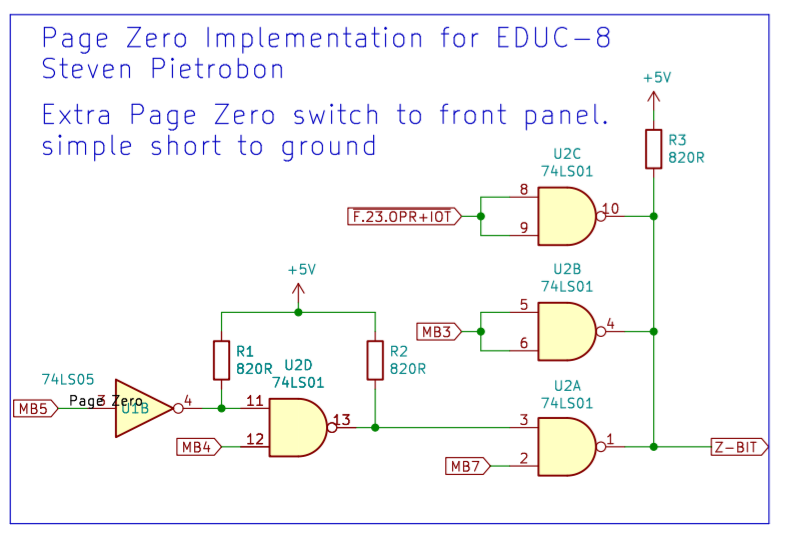 Page Zero Implementation for EDUC-8
Steven Pietrobon
+5V
Extra Page Zero switch to front panel.
simple short to ground
R3
820R
U2C
74LS01
8
F.23.OPR+IOT
10
9
+5V
U2B
74LS01
5
MB3
4
6
R1
820R
U2D
74LS01
R2
820R
74LS05
U2A
74LS01
MB5
3
Page Zero
U1B
4
11
13
3
12
MB4
1
Z-BIT
2
MB7